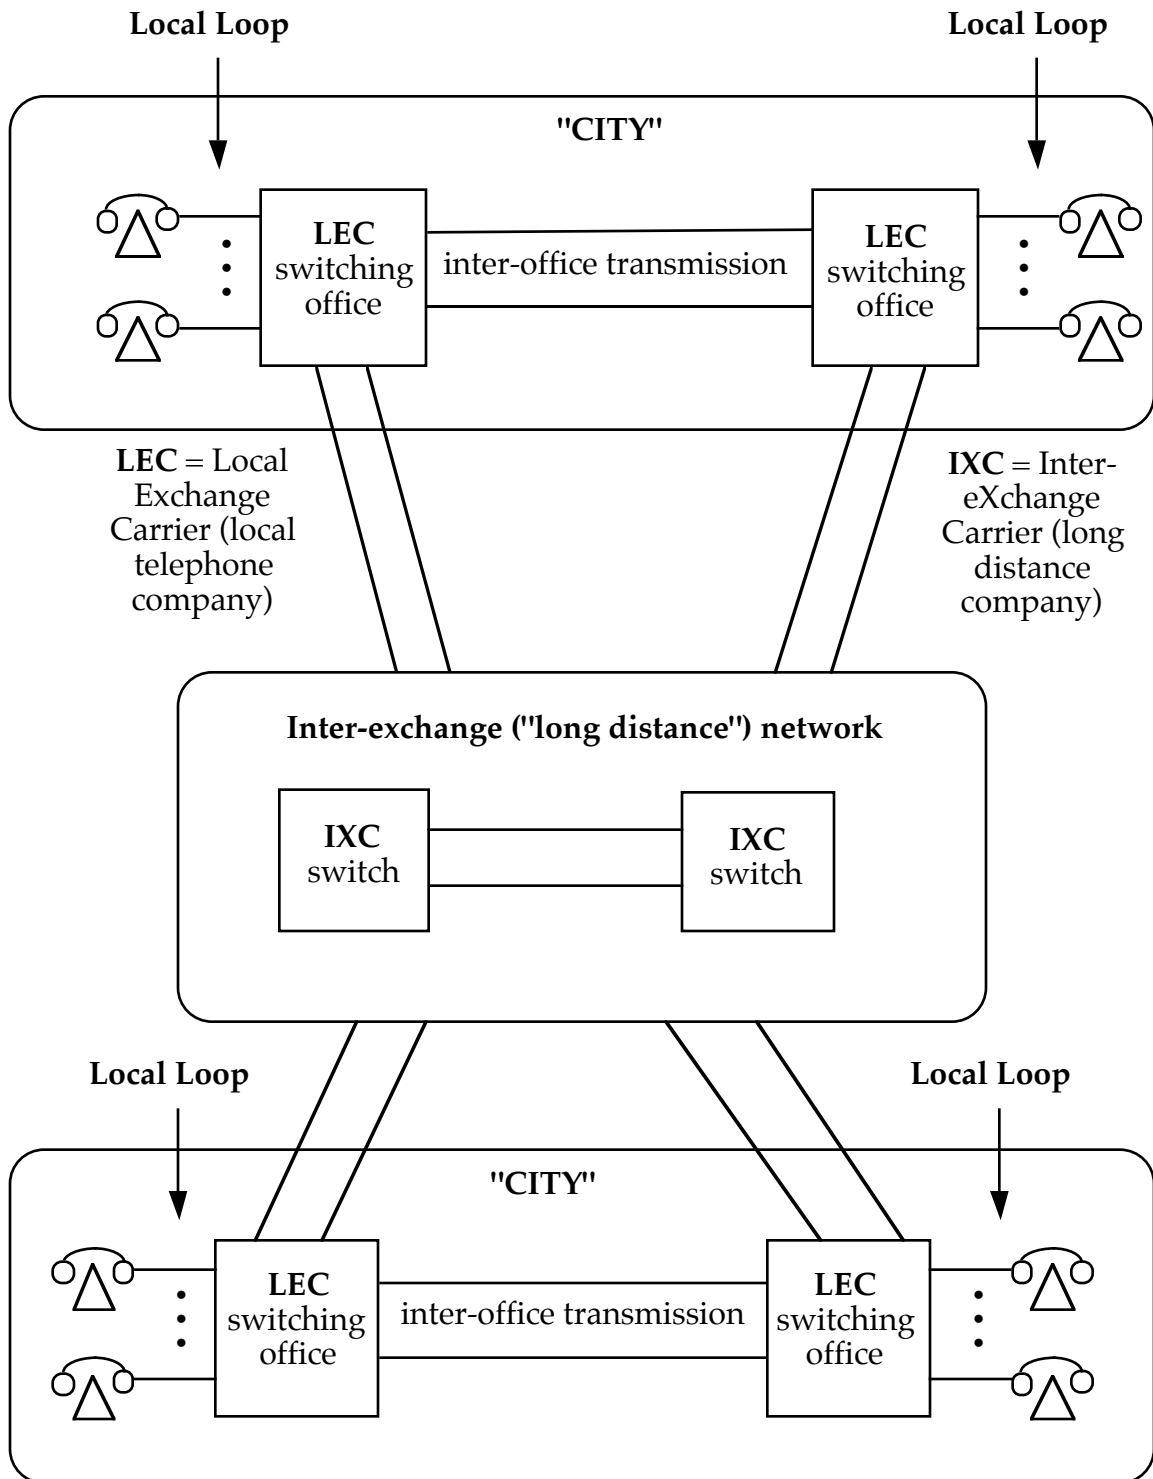 Local Loop
Local Loop
"CITY"
LEC
switching
office
inter-office transmission
LEC
switching
office
LEC = Local
Exchange
Carrier (local
telephone
company)
IXC = Inter-
eXchange
Carrier (long
distance
company)
Inter-exchange ("long distance") network
IXC
switch
IXC
switch
Local Loop
Local Loop
"CITY"
LEC
switching
office
inter-office transmission
LEC
switching
office